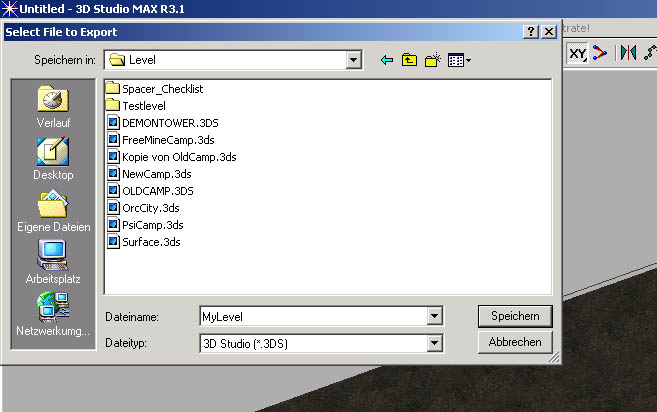 Untitled - 3D Studio MAX R3.1
Select File to Export
Speichern in:
Level
trate!
XY
Verlauf
Desktop
Eigene Dateien
Arbeitsplatz
Netzwerkumg...
Spacer_Checklist
Testlevel
DEMONTOWER.3DS
FreeMineCamp.3ds
Kopie von OldCamp.3ds
NewCamp.3ds
OLDCAMP.3DS
OrcCity.3ds
PsiCamp.3ds
Surface.3ds
Dateiname:
MyLevel
Speichern
Dateityp:
3D Studio (*.3DS)
Abbrechen